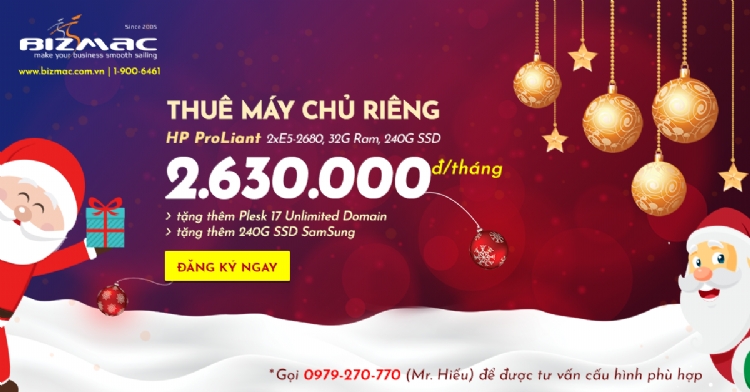 Since 2005
BIZMAC
make your business smooth sailing
www.bizmac.com.vn | 1-900-6461
THUÊ MÁY CHỦ RIÊNG
HP ProLiant 2xE5-2680, 32G Ram, 240G SSD
2.630.000đ/tháng
> tặng thêm Plesk 17 Unlimited Domain
> tặng thêm 240G SSD SamSung
ĐĂNG KÝ NGAY
*Gọi 0979-270-770 (Mr. Hiếu) để được tư vấn cấu hình phù hợp